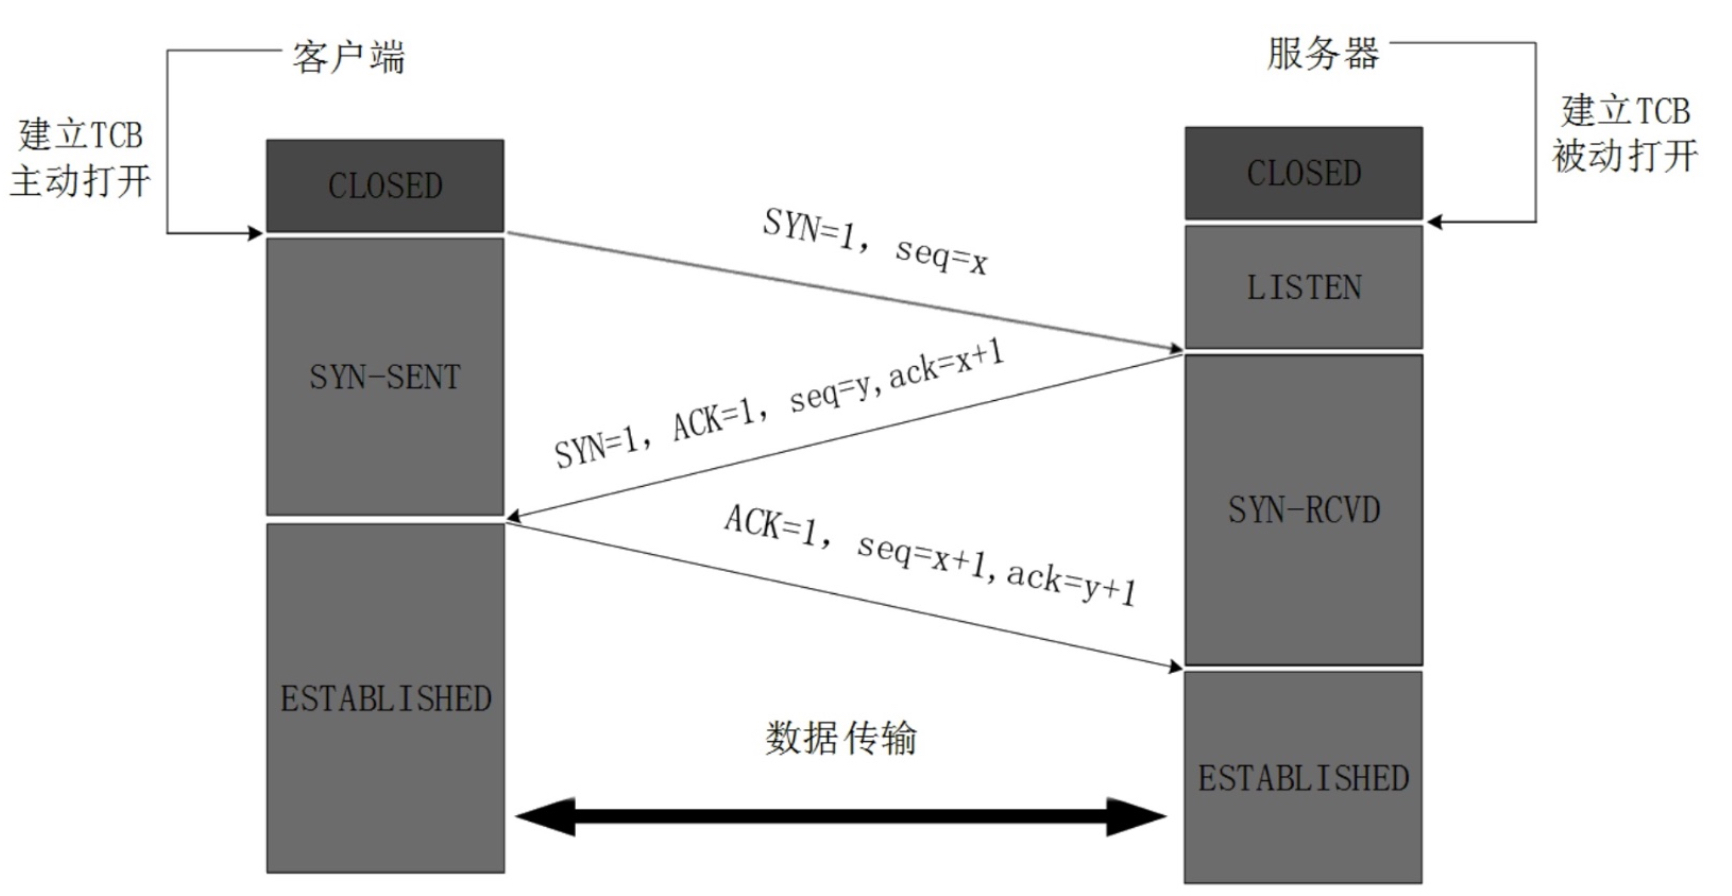 客户端
服务器
建立TCB
主动打开
建立TCB
被动打开
CLOSED
CLOSED
SYN=1, seq=x
LISTEN
SYN-SENT
SYN=1, ACK=1, seq=y,ack=x+1
SYN-RCVD
ACK=1, seq=x+1,ack=y+1
ESTABLISHED
数据传输
ESTABLISHED